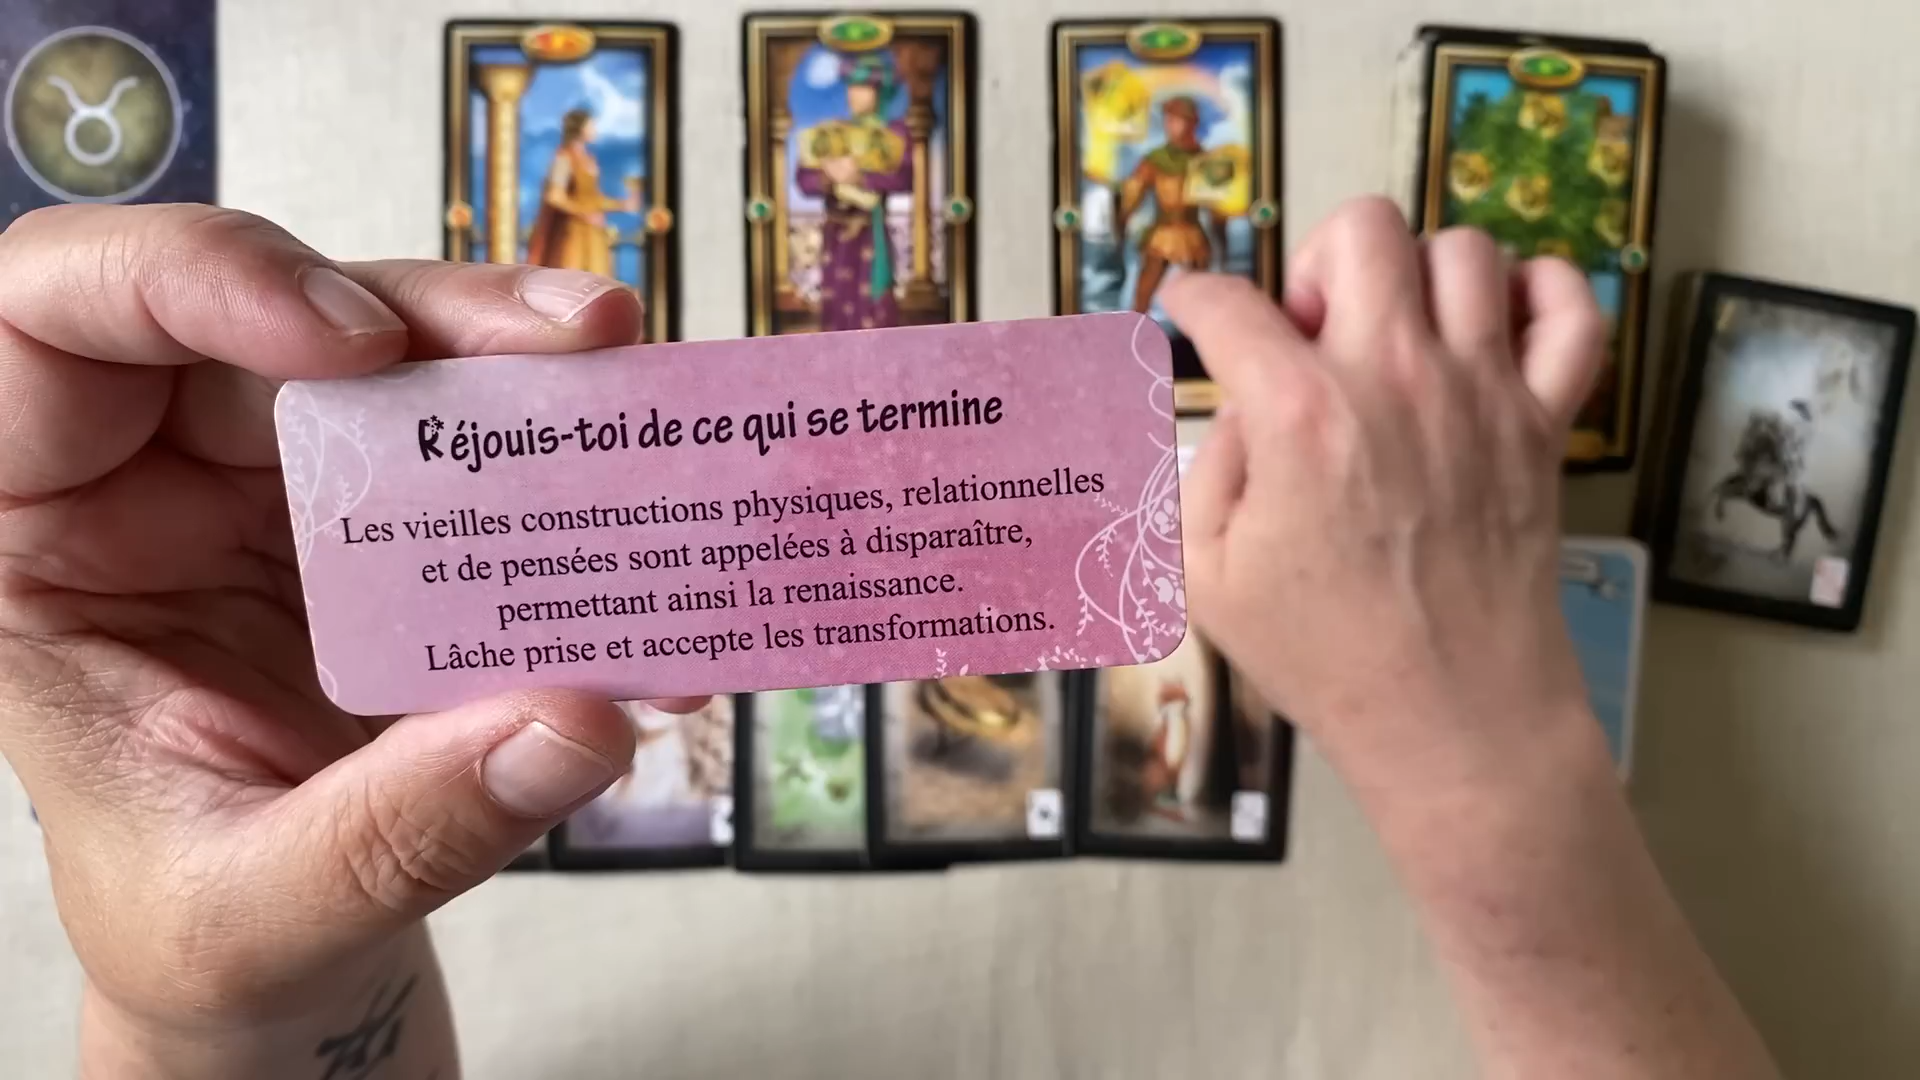 Réjouis-toi de ce qui se termine
Les vieilles constructions physiques, relationnelles
et de pensées sont appelées à disparaître,
permettant ainsi la renaissance.
Lâche prise et accepte les transformations.